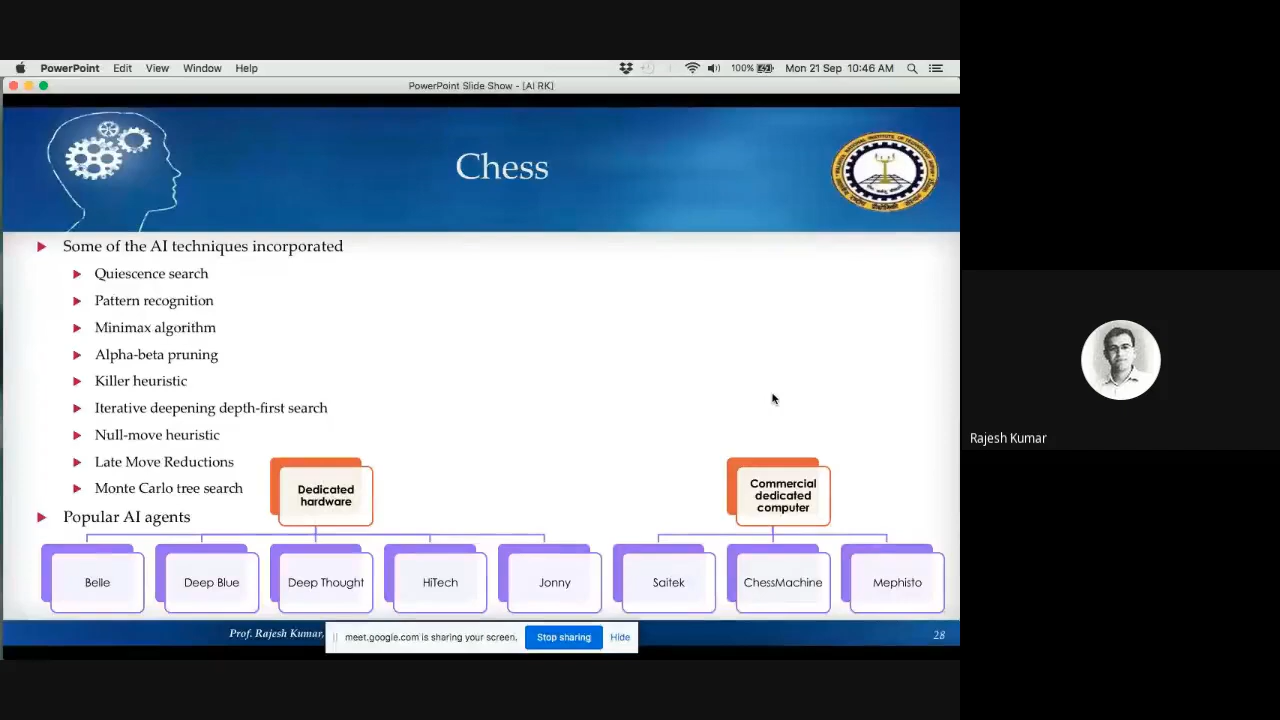 PowerPoint Edit View Window Help 100% Mon 21 Sep 10:46 AM
PowerPoint Slide Show - [AI RK]
Chess
Some of the AI techniques incorporated
Quiescence search
Pattern recognition
Minimax algorithm
Alpha-beta pruning
Killer heuristic
Iterative deepening depth-first search
Null-move heuristic
Late Move Reductions
Monte Carlo tree search
Popular AI agents
Dedicated
hardware
Commercial
dedicated
computer
Belle
Deep Blue
Deep Thought
HiTech
Jonny
Saitek
ChessMachine
Mephisto
Prof. Rajesh Kumar,
28
meet.google.com is sharing your screen. Stop sharing Hide
Rajesh Kumar